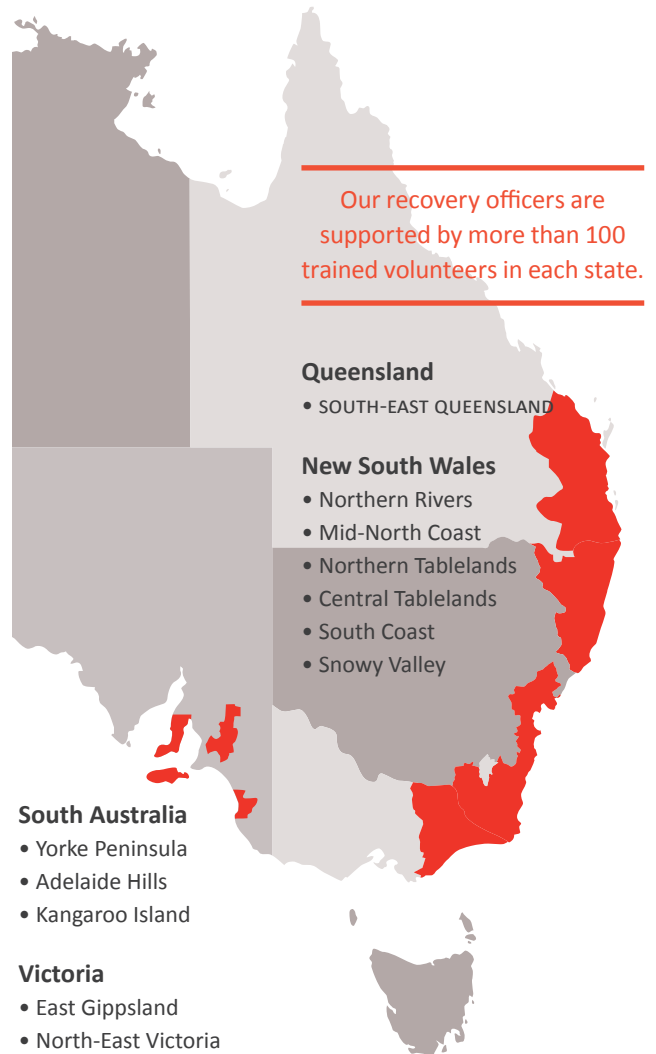 Our recovery officers are
supported by more than 100
trained volunteers in each state.
Queensland
• SOUTH-EAST QUEENSLAND
New South Wales
• Northern Rivers
• Mid-North Coast
• Northern Tablelands
• Central Tablelands
• South Coast
• Snowy Valley
South Australia
• Yorke Peninsula
• Adelaide Hills
• Kangaroo Island
Victoria
• East Gippsland
• North-East Victoria